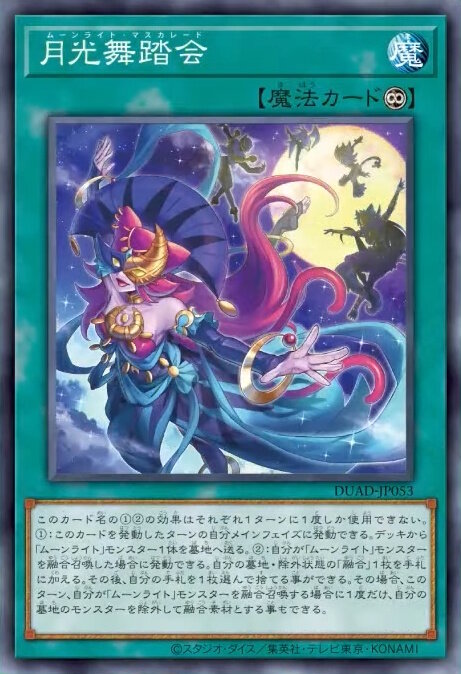 ムーンライト・マスカレード
月光舞踏会
魔
【魔法カード♾】
DUAD-JP053
このカード名の①②の効果はそれぞれ1ターンに1度しか使用できない。
①：このカードを発動したターンの自分メインフェイズに発動できる。デッキから
「ムーンライト」モンスター1体を墓地へ送る。②：自分が「ムーンライト」モンスター
を融合召喚した場合に発動できる。自分の墓地・除外状態の「融合」1枚を手札
に加える。その後、自分の手札を1枚選んで捨てる事ができる。その場合、この
ターン、自分が「ムーンライト」モンスターを融合召喚する場合に1度だけ、自分の
墓地のモンスターを除外して融合素材とする事もできる。
©スタジオ・ダイス／集英社・テレビ東京・KONAMI